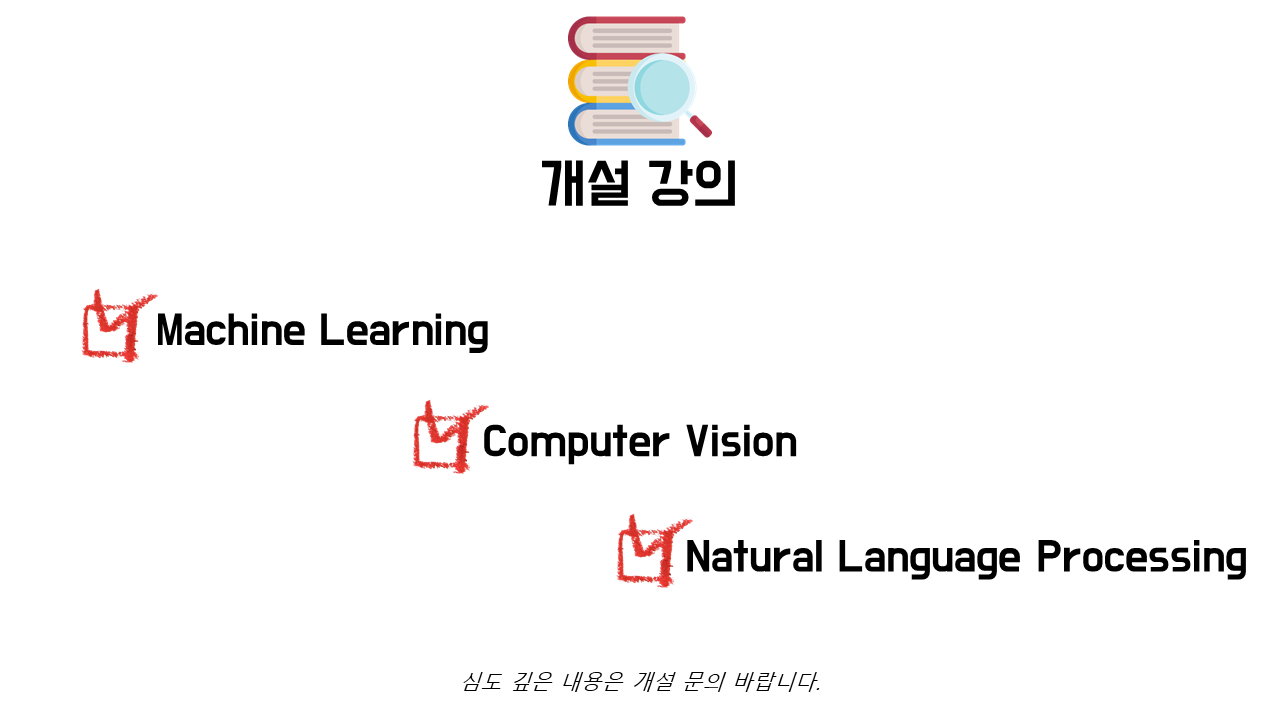 개설 강의
Machine Learning
Computer Vision
Natural Language Processing
심도 깊은 내용은 개설 문의 바랍니다.